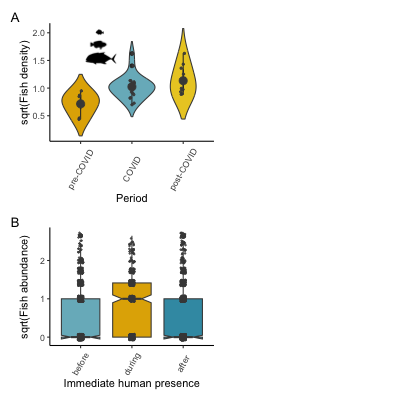 A
sqrt(Fish density)
2.0
1.5
1.0
0.5
pre-COVID
COVID
post-COVID
Period
B
sqrt(Fish abundance)
2
1
0
before
during
after
Immediate human presence